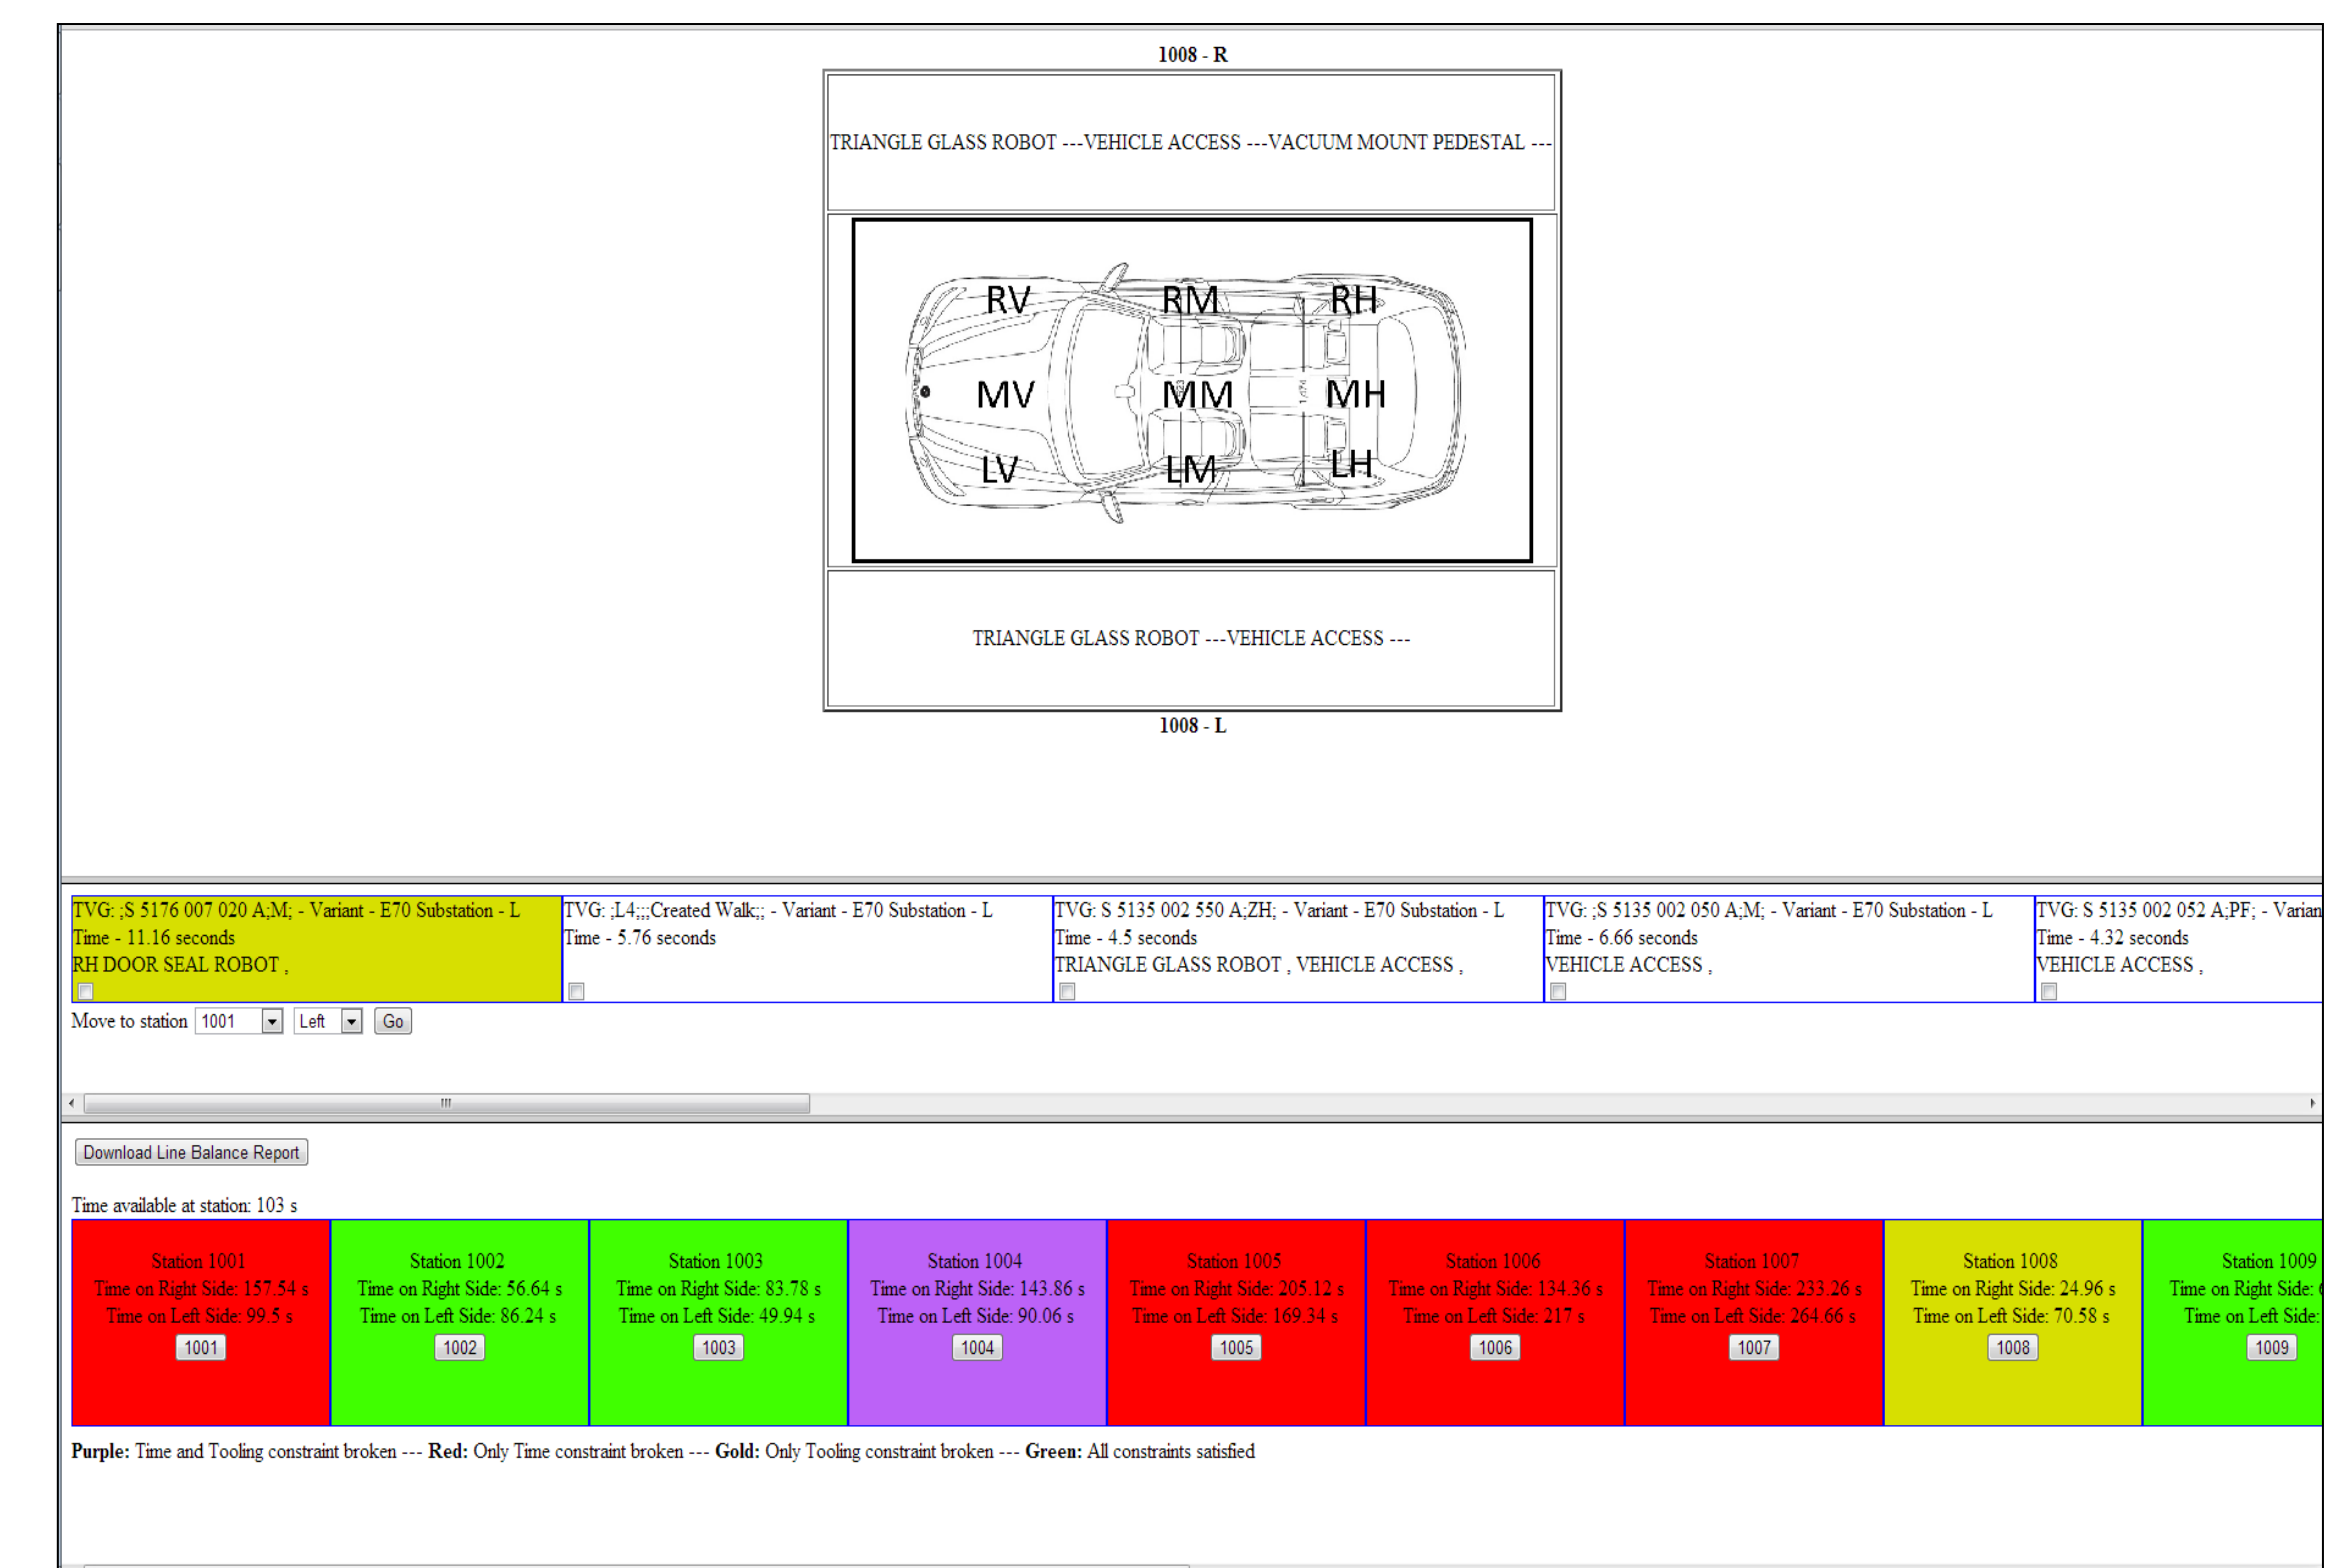 1008 - R
TRIANGLE GLASS ROBOT ---VEHICLE ACCESS ---VACUUM MOUNT PEDESTAL ---
RV RM RH
MV MM MH
LV LM LH
TRIANGLE GLASS ROBOT ---VEHICLE ACCESS ---
1008 - L
TVG: ;S 5176 007 020 A;M; - Variant - E70 Substation - L
Time - 11.16 seconds
RH DOOR SEAL ROBOT ,
TVG: ;L4;;;Created Walk;; - Variant - E70 Substation - L
Time - 5.76 seconds
TVG: S 5135 002 550 A;ZH; - Variant - E70 Substation - L
Time - 4.5 seconds
TRIANGLE GLASS ROBOT , VEHICLE ACCESS ,
TVG: ;S 5135 002 050 A;M; - Variant - E70 Substation - L
Time - 6.66 seconds
VEHICLE ACCESS ,
TVG: S 5135 002 052 A;PF; - Varian
Time - 4.32 seconds
VEHICLE ACCESS ,
Move to station 1001 Left Go
Download Line Balance Report
Time available at station: 103 s
Station 1001
Time on Right Side: 157.54 s
Time on Left Side: 99.5 s
1001
Station 1002
Time on Right Side: 56.64 s
Time on Left Side: 86.24 s
1002
Station 1003
Time on Right Side: 83.78 s
Time on Left Side: 49.94 s
1003
Station 1004
Time on Right Side: 143.86 s
Time on Left Side: 90.06 s
1004
Station 1005
Time on Right Side: 205.12 s
Time on Left Side: 169.34 s
1005
Station 1006
Time on Right Side: 134.36 s
Time on Left Side: 217 s
1006
Station 1007
Time on Right Side: 233.26 s
Time on Left Side: 264.66 s
1007
Station 1008
Time on Right Side: 24.96 s
Time on Left Side: 70.58 s
1008
Station 1009
Time on Right Side:
Time on Left Side:
1009
Purple: Time and Tooling constraint broken --- Red: Only Time constraint broken --- Gold: Only Tooling constraint broken --- Green: All constraints satisfied